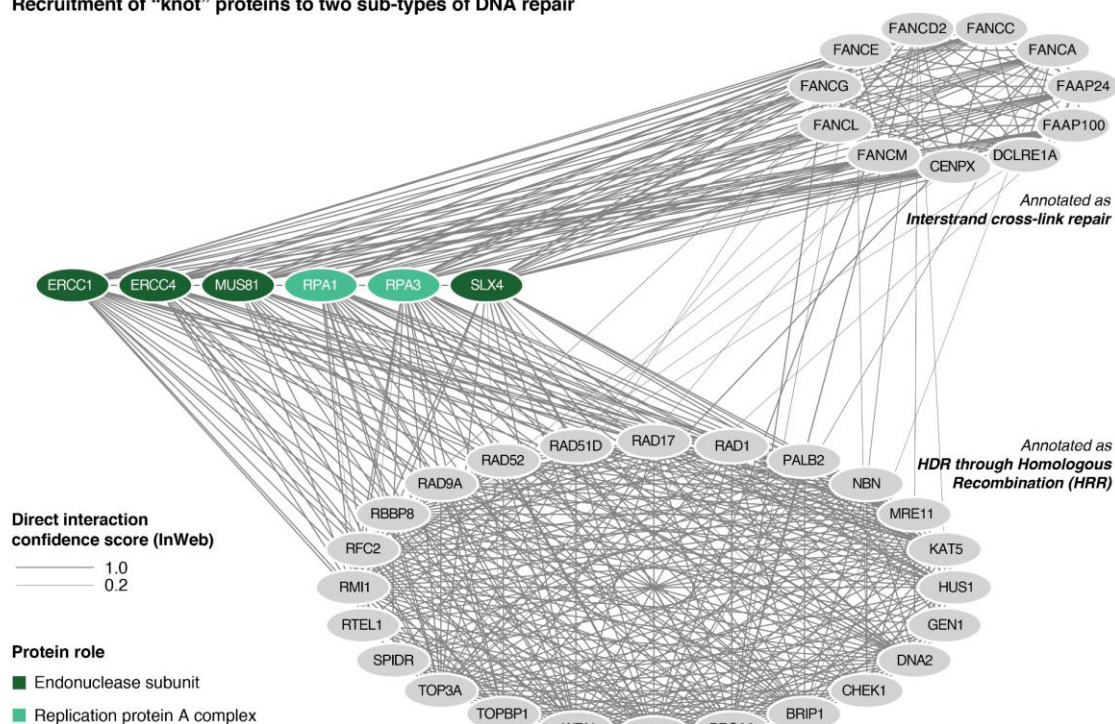 Recruitment of "knot" proteins to two sub-types of DNA repair
FANCD2
FANCC
FANCE
FANCA
FANCG
FAAP24
FANCL
FAAP100
FANCM
CENPX
DCLRE1A
Annotated as
Interstrand cross-link repair
ERCC1
ERCC4
MUS81
RPA1
RPA3
SLX4
Annotated as
HDR through Homologous
Recombination (HRR)
RAD17
RAD51D
RAD1
RAD52
PALB2
RAD9A
NBN
RBBP8
MRE11
RFC2
KAT5
RMI1
HUS1
RTEL1
GEN1
SPIDR
DNA2
TOP3A
CHEK1
TOPBP1
BRIP1
Direct interaction
confidence score (InWeb)
1.0
0.2
Protein role
Endonuclease subunit
Replication protein A complex